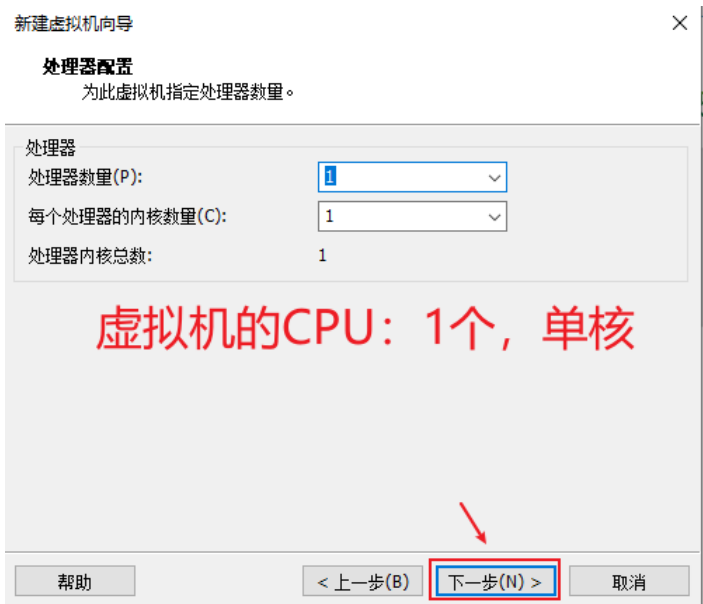 新建虚拟机向导
处理器配置
为此虚拟机指定处理器数量。
处理器
处理器数量(P):
1
每个处理器的内核数量(C):
1
处理器内核总数:
1
虚拟机的CPU：1个，单核
帮助
< 上一步(B)
下一步(N) >
取消